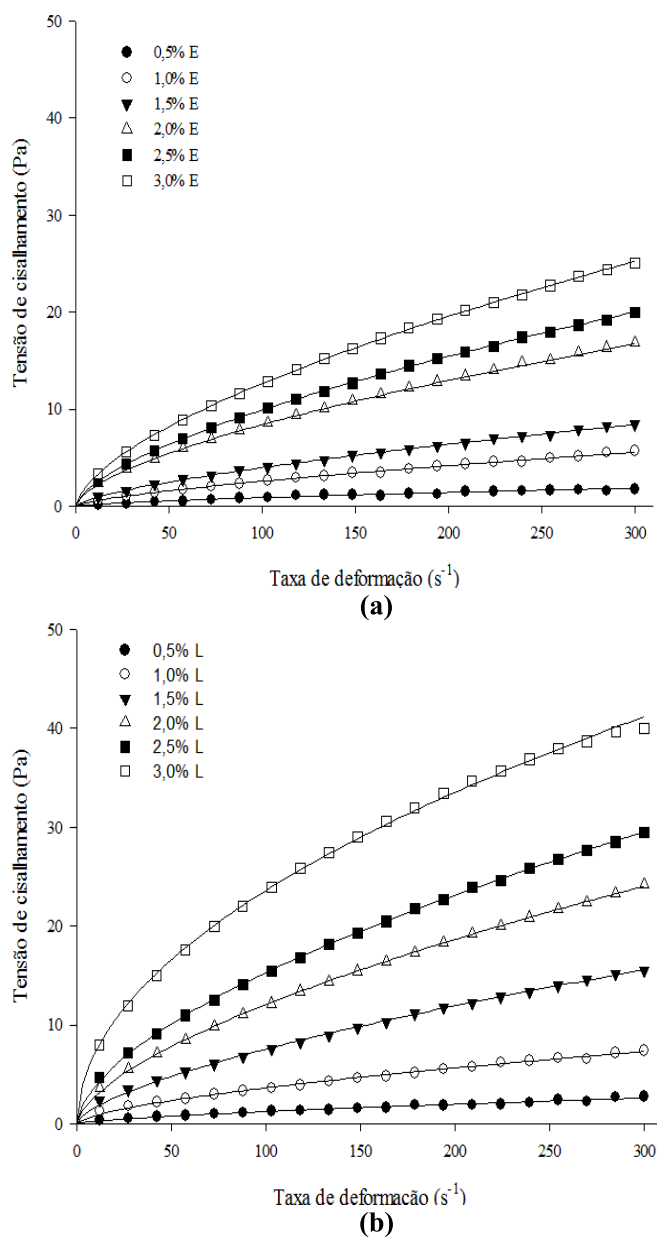 50
40
30
20
10
0
Tensão de cisalhamento (Pa)
0,5% E
1,0% E
1,5% E
2,0% E
2,5% E
3,0% E
0 50 100 150 200 250 300
Taxa de deformação (s⁻¹)
(a)
50
40
30
20
10
0
Tensão de cisalhamento (Pa)
0,5% L
1,0% L
1,5% L
2,0% L
2,5% L
3,0% L
0 50 100 150 200 250 300
Taxa de deformação (s⁻¹)
(b)